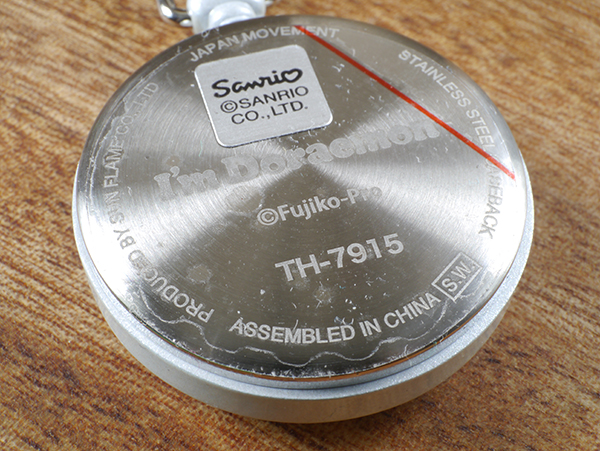 JAPAN MOVEMENT
STAINLESS STEEL
Sanrio
©SANRIO
CO., LTD.
I'm Doraemon
©Fujiko-Pro
TH-7915
PRODUCED BY SUN FLAME CO., LTD
ASSEMBLED IN CHINA
S.W.